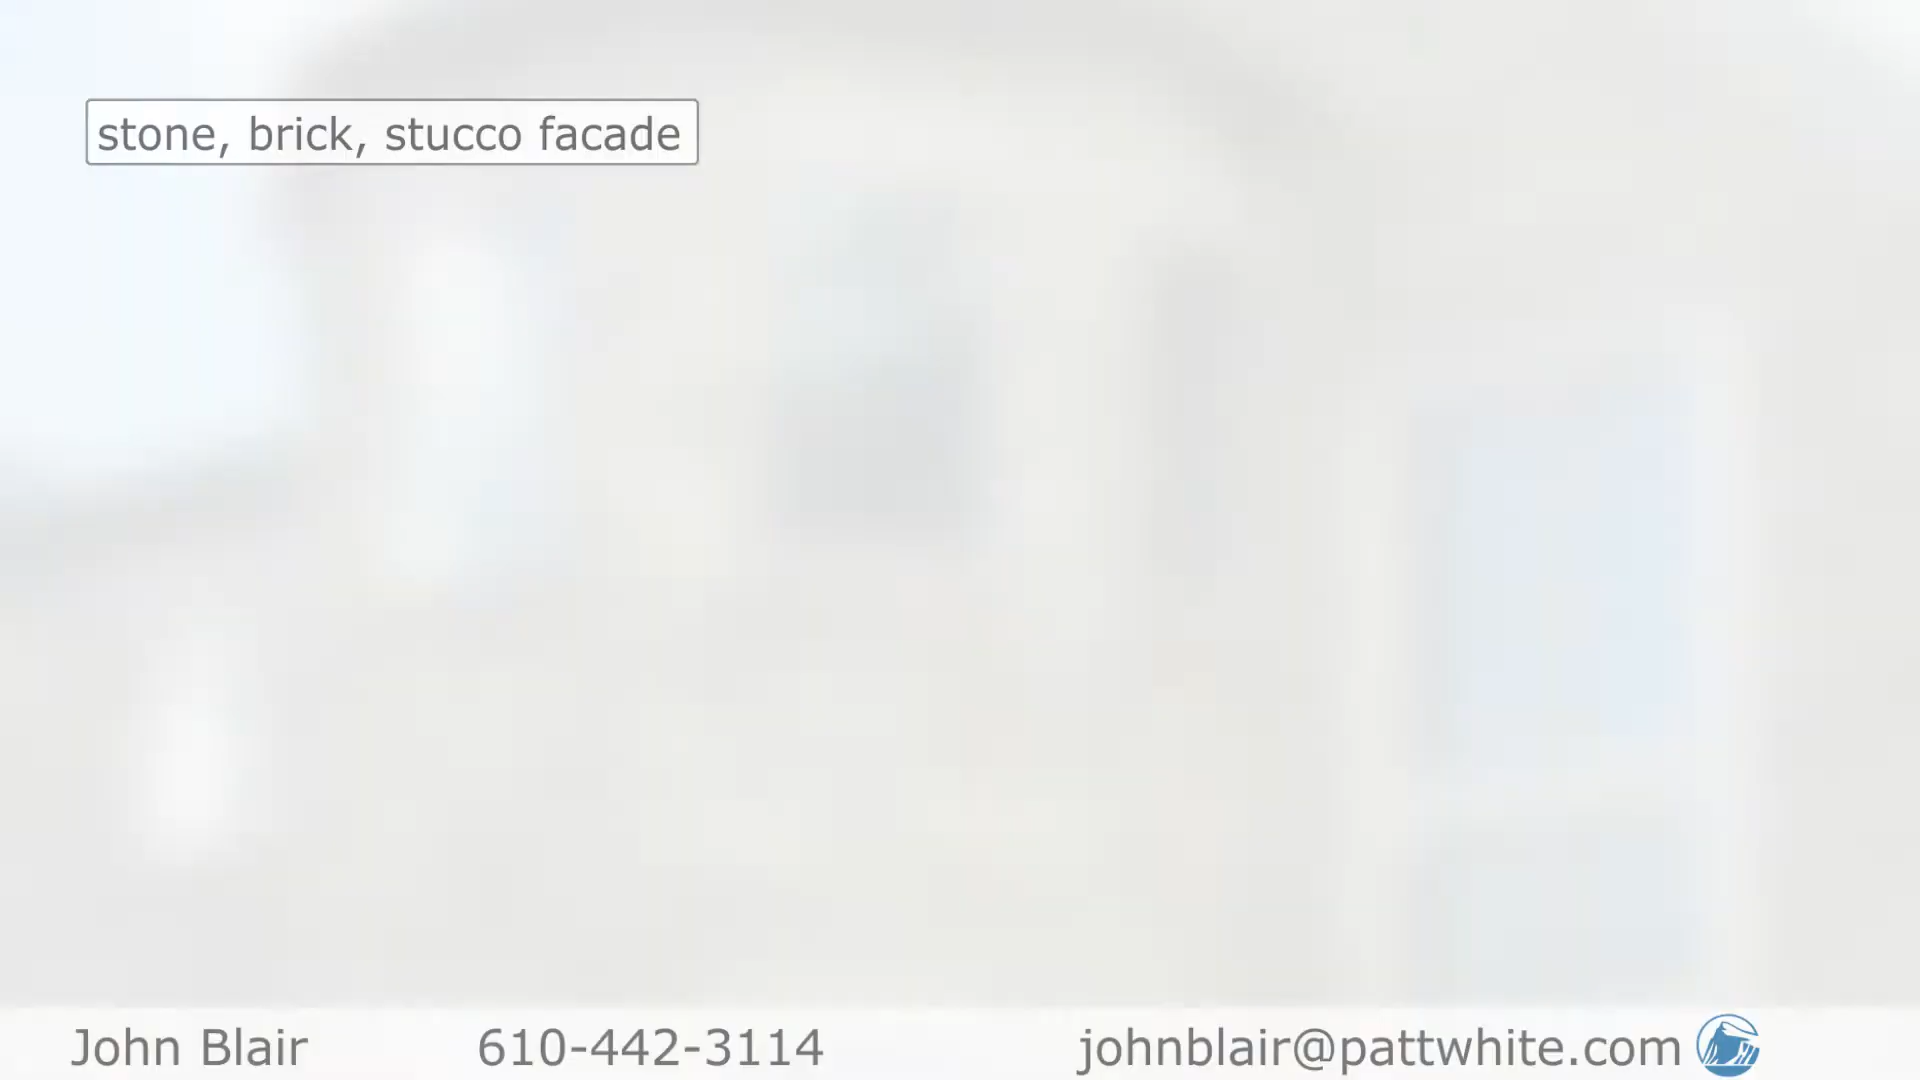 stone, brick, stucco facade
John Blair 610-442-3114 johnblair@pattwhite.com